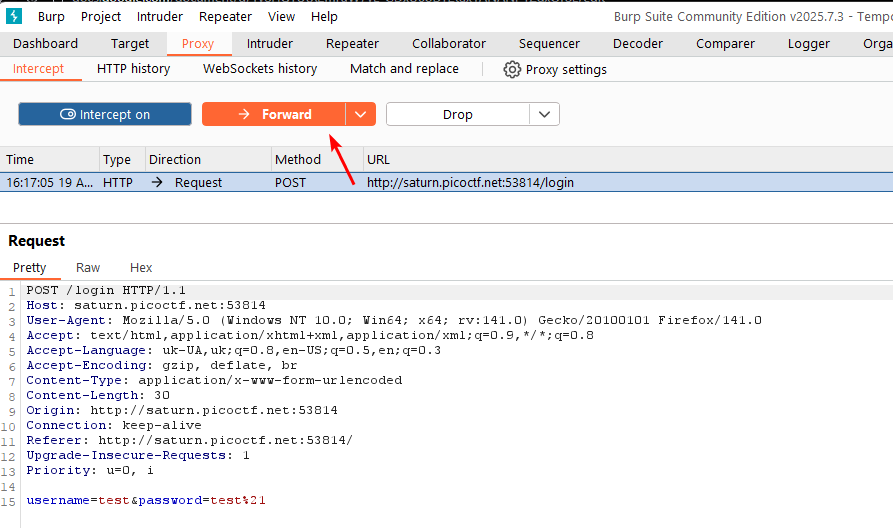 Burp Project Intruder Repeater View Help Burp Suite Community Edition v2025.7.3 - Tempo
Dashboard Target Proxy Intruder Repeater Collaborator Sequencer Decoder Comparer Logger Orga
Intercept HTTP history WebSockets history Match and replace Proxy settings
Intercept on Forward Drop
Time Type Direction Method URL
16:17:05 19 A... HTTP Request POST http://saturn.picoctf.net:53814/login
Request
Pretty Raw Hex
1 POST /login HTTP/1.1
2 Host: saturn.picoctf.net:53814
3 User-Agent: Mozilla/5.0 (Windows NT 10.0; Win64; x64; rv:141.0) Gecko/20100101 Firefox/141.0
4 Accept: text/html,application/xhtml+xml,application/xml;q=0.9,*/*;q=0.8
5 Accept-Language: uk-UA,uk;q=0.8,en-US;q=0.5,en;q=0.3
6 Accept-Encoding: gzip, deflate, br
7 Content-Type: application/x-www-form-urlencoded
8 Content-Length: 30
9 Origin: http://saturn.picoctf.net:53814
10 Connection: keep-alive
11 Referer: http://saturn.picoctf.net:53814/
12 Upgrade-Insecure-Requests: 1
13 Priority: u=0, i
14
15 username=test&password=test%21